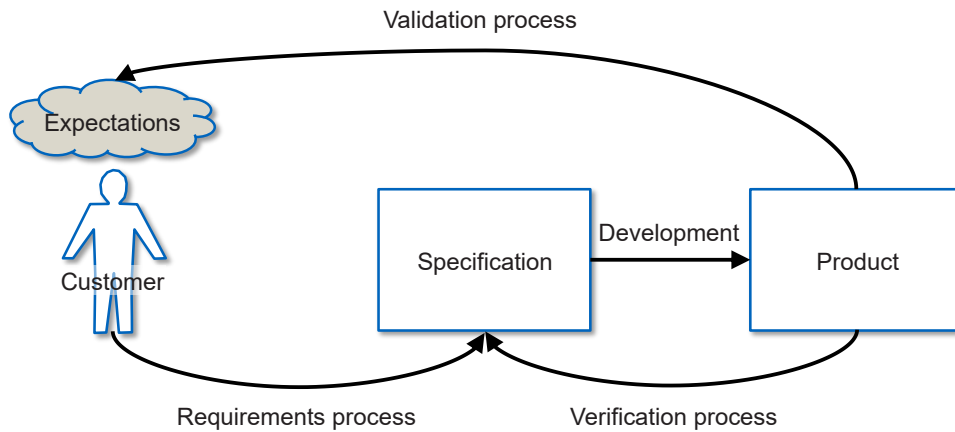 Validation process
Expectations
Customer
Specification
Development
Product
Requirements process
Verification process